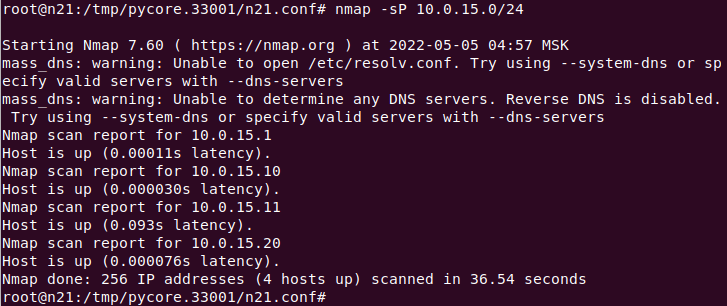 root@n21:/tmp/pycore.33001/n21.conf# nmap -sP 10.0.15.0/24

Starting Nmap 7.60 ( https://nmap.org ) at 2022-05-05 04:57 MSK
mass_dns: warning: Unable to open /etc/resolv.conf. Try using --system-dns or sp
ecify valid servers with --dns-servers
mass_dns: warning: Unable to determine any DNS servers. Reverse DNS is disabled.
 Try using --system-dns or specify valid servers with --dns-servers
Nmap scan report for 10.0.15.1
Host is up (0.00011s latency).
Nmap scan report for 10.0.15.10
Host is up (0.000030s latency).
Nmap scan report for 10.0.15.11
Host is up (0.093s latency).
Nmap scan report for 10.0.15.20
Host is up (0.000076s latency).
Nmap done: 256 IP addresses (4 hosts up) scanned in 36.54 seconds
root@n21:/tmp/pycore.33001/n21.conf#